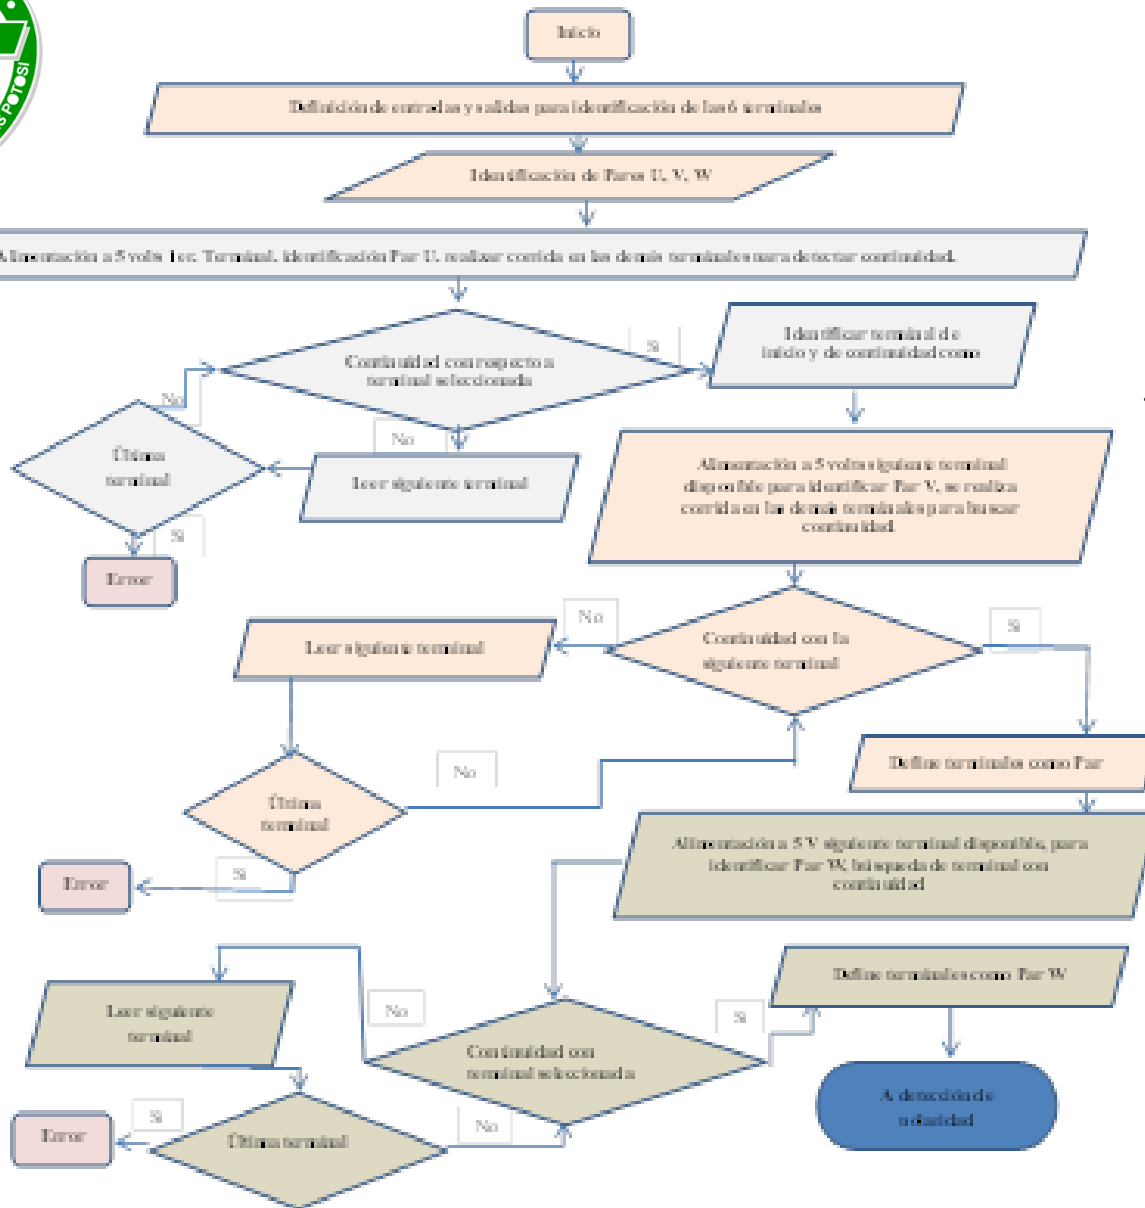 POTOSI
Inicio
Definición de entradas y salidas para identificación de las 6 terminales
Identificación de Pares U, V, W
Alimentación a 5 volts 1er. Terminal, identificación Par U, realizar corrida en las demás terminales para detectar continuidad.
Continuidad con respecto a
terminal seleccionada
Si
Identificar terminal de
inicio y de continuidad como
No
Última
terminal
No
Leer siguiente terminal
Si
Error
Alimentación a 5 volts siguiente terminal
disponible para identificar Par V, se realiza
corrida en las demás terminales para buscar
continuidad
No
Continuidad con la
siguiente terminal
Si
Leer siguiente terminal
No
Define terminales como Par
Última
terminal
Si
Error
Alimentación a 5 V siguiente terminal disponible, para
identificar Par W, búsqueda de terminal con
continuidad
Define terminales como Par W
Leer siguiente
terminal
No
Si
Continuidad con
terminal seleccionada
A detección de
polaridad
Si
Error
Última terminal
No